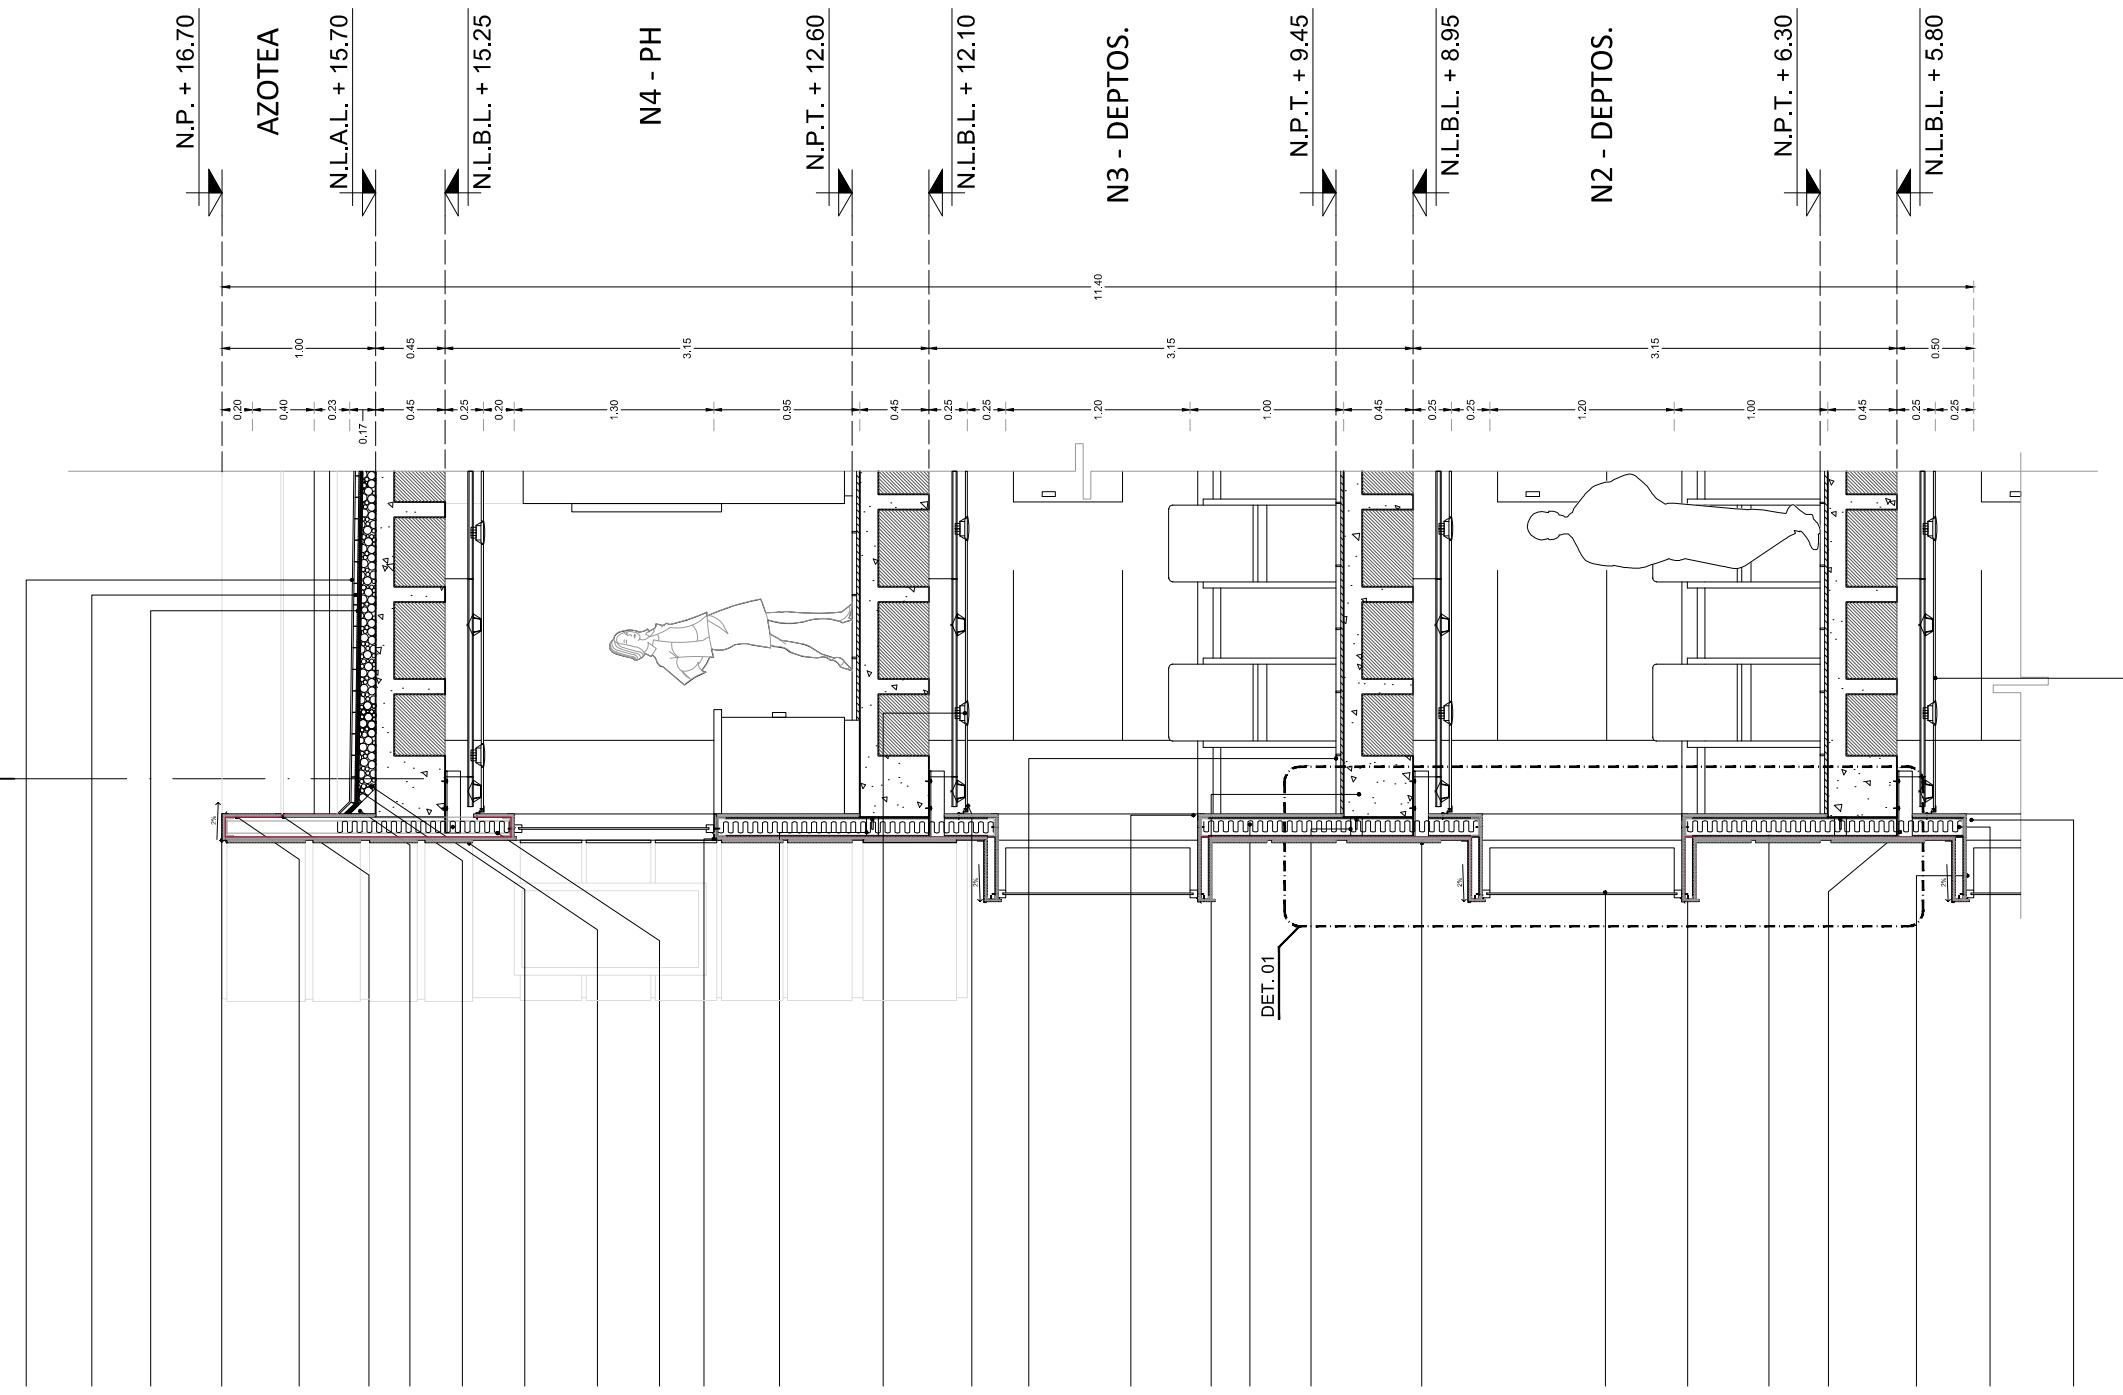 N.P. + 16.70
AZOTEA
N.L.A.L. + 15.70
N.L.B.L. + 15.25
N4 - PH
N.P.T. + 12.60
N.L.B.L. + 12.10
N3 - DEPTOS.
N.P.T. + 9.45
N.L.B.L. + 8.95
N2 - DEPTOS.
N.P.T. + 6.30
N.L.B.L. + 5.80
11.40
1.00
0.45
3.15
3.15
3.15
0.50
0.20
0.40
0.23
0.17
0.45
0.25
0.20
1.30
0.95
0.45
0.25
0.25
1.20
1.00
0.45
0.25
0.25
1.20
1.00
0.45
0.25
0.25
2%
2%
2%
2%
DET. 01